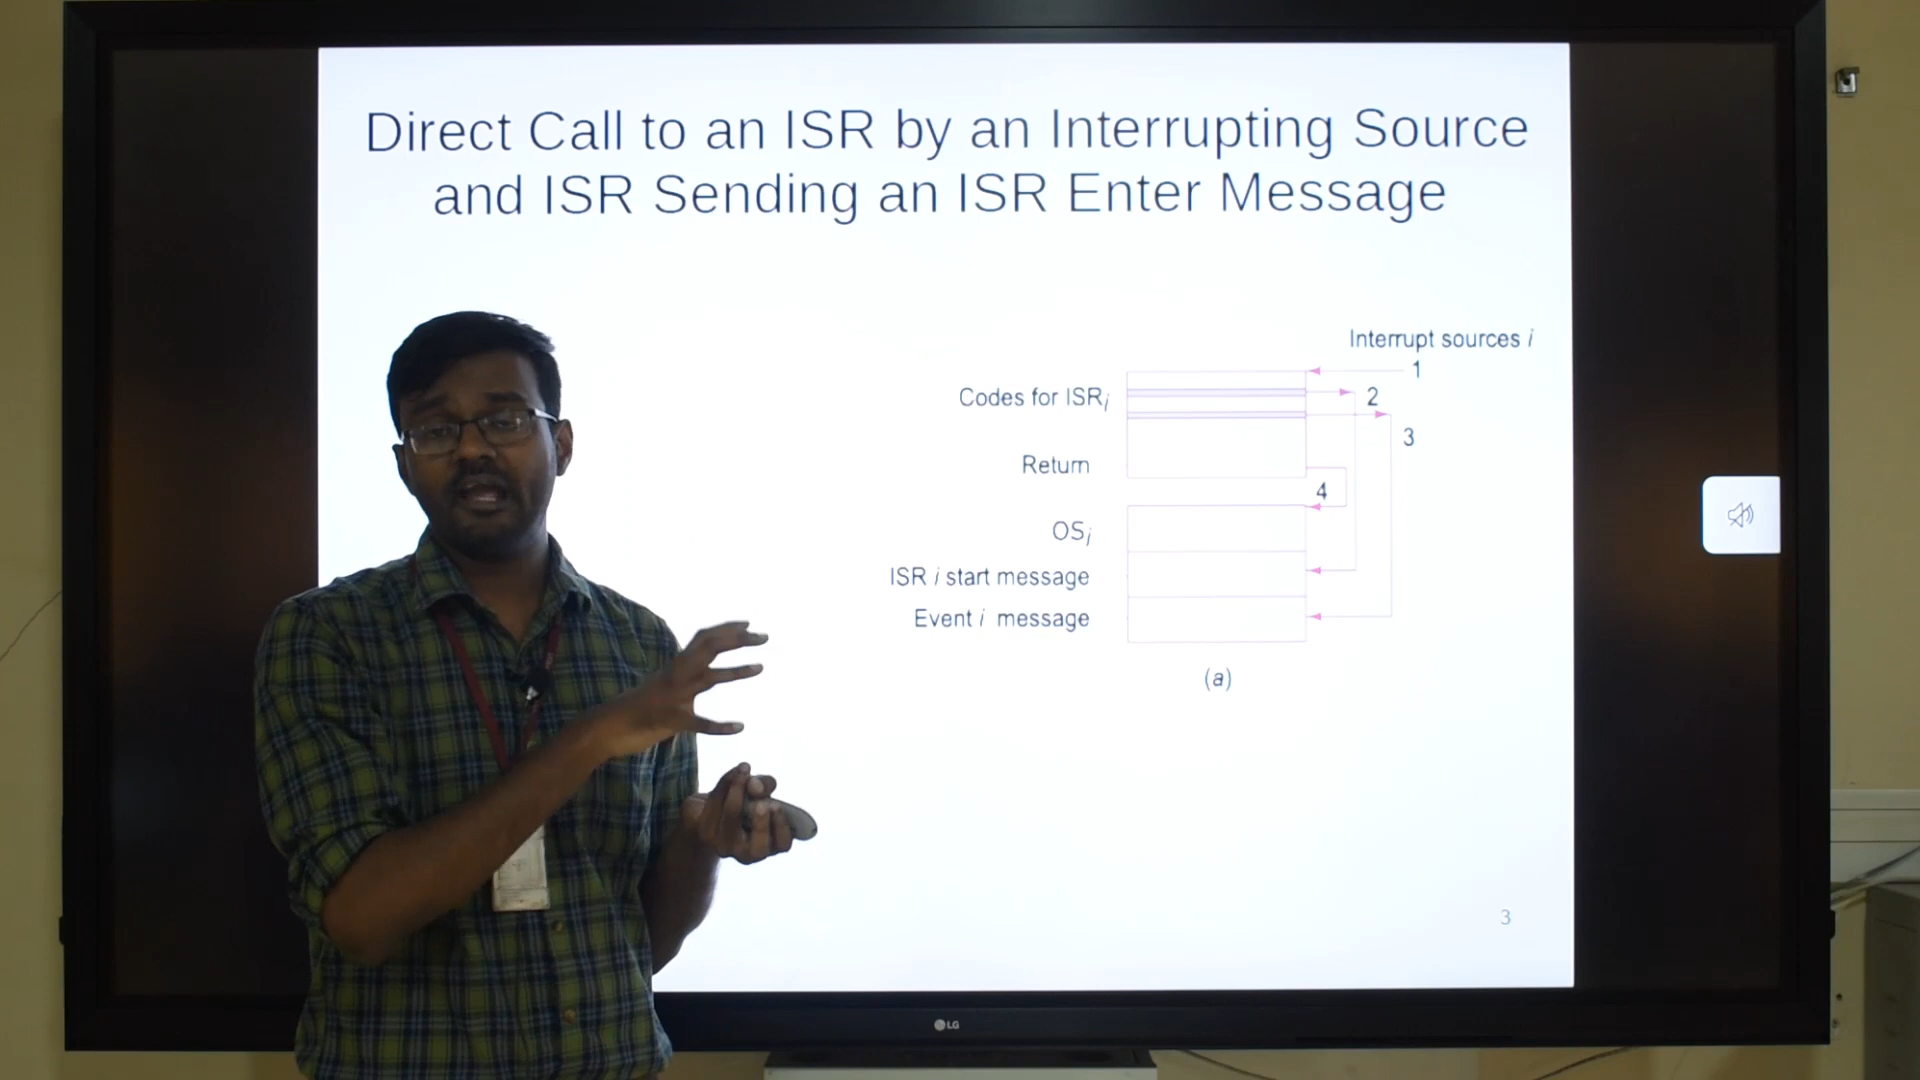 Direct Call to an ISR by an Interrupting Source
and ISR Sending an ISR Enter Message
Interrupt sources i
1
Codes for ISRi
2
3
Return
4
OSi
ISR i start message
Event i message
(a)
3
LG